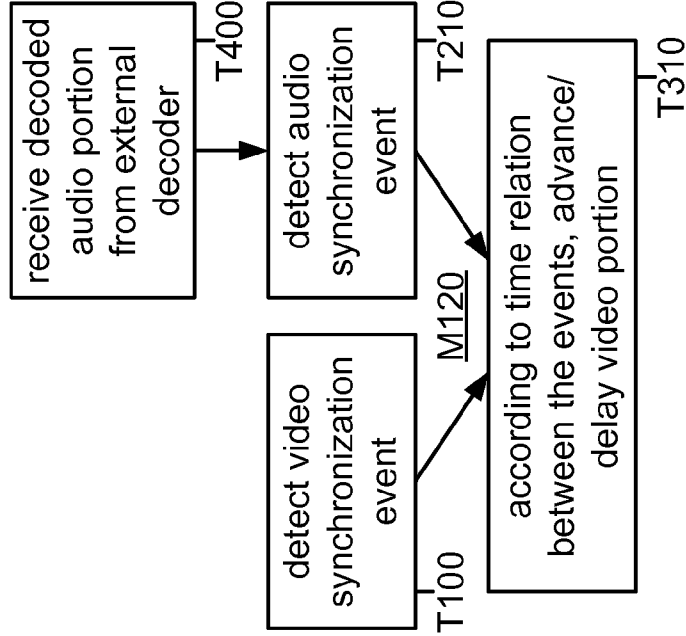 receive decoded
audio portion
from external
decoder
T400
detect video
synchronization
event
T100
detect audio
synchronization
event
T210
M120
according to time relation
between the events, advance/
delay video portion
T310